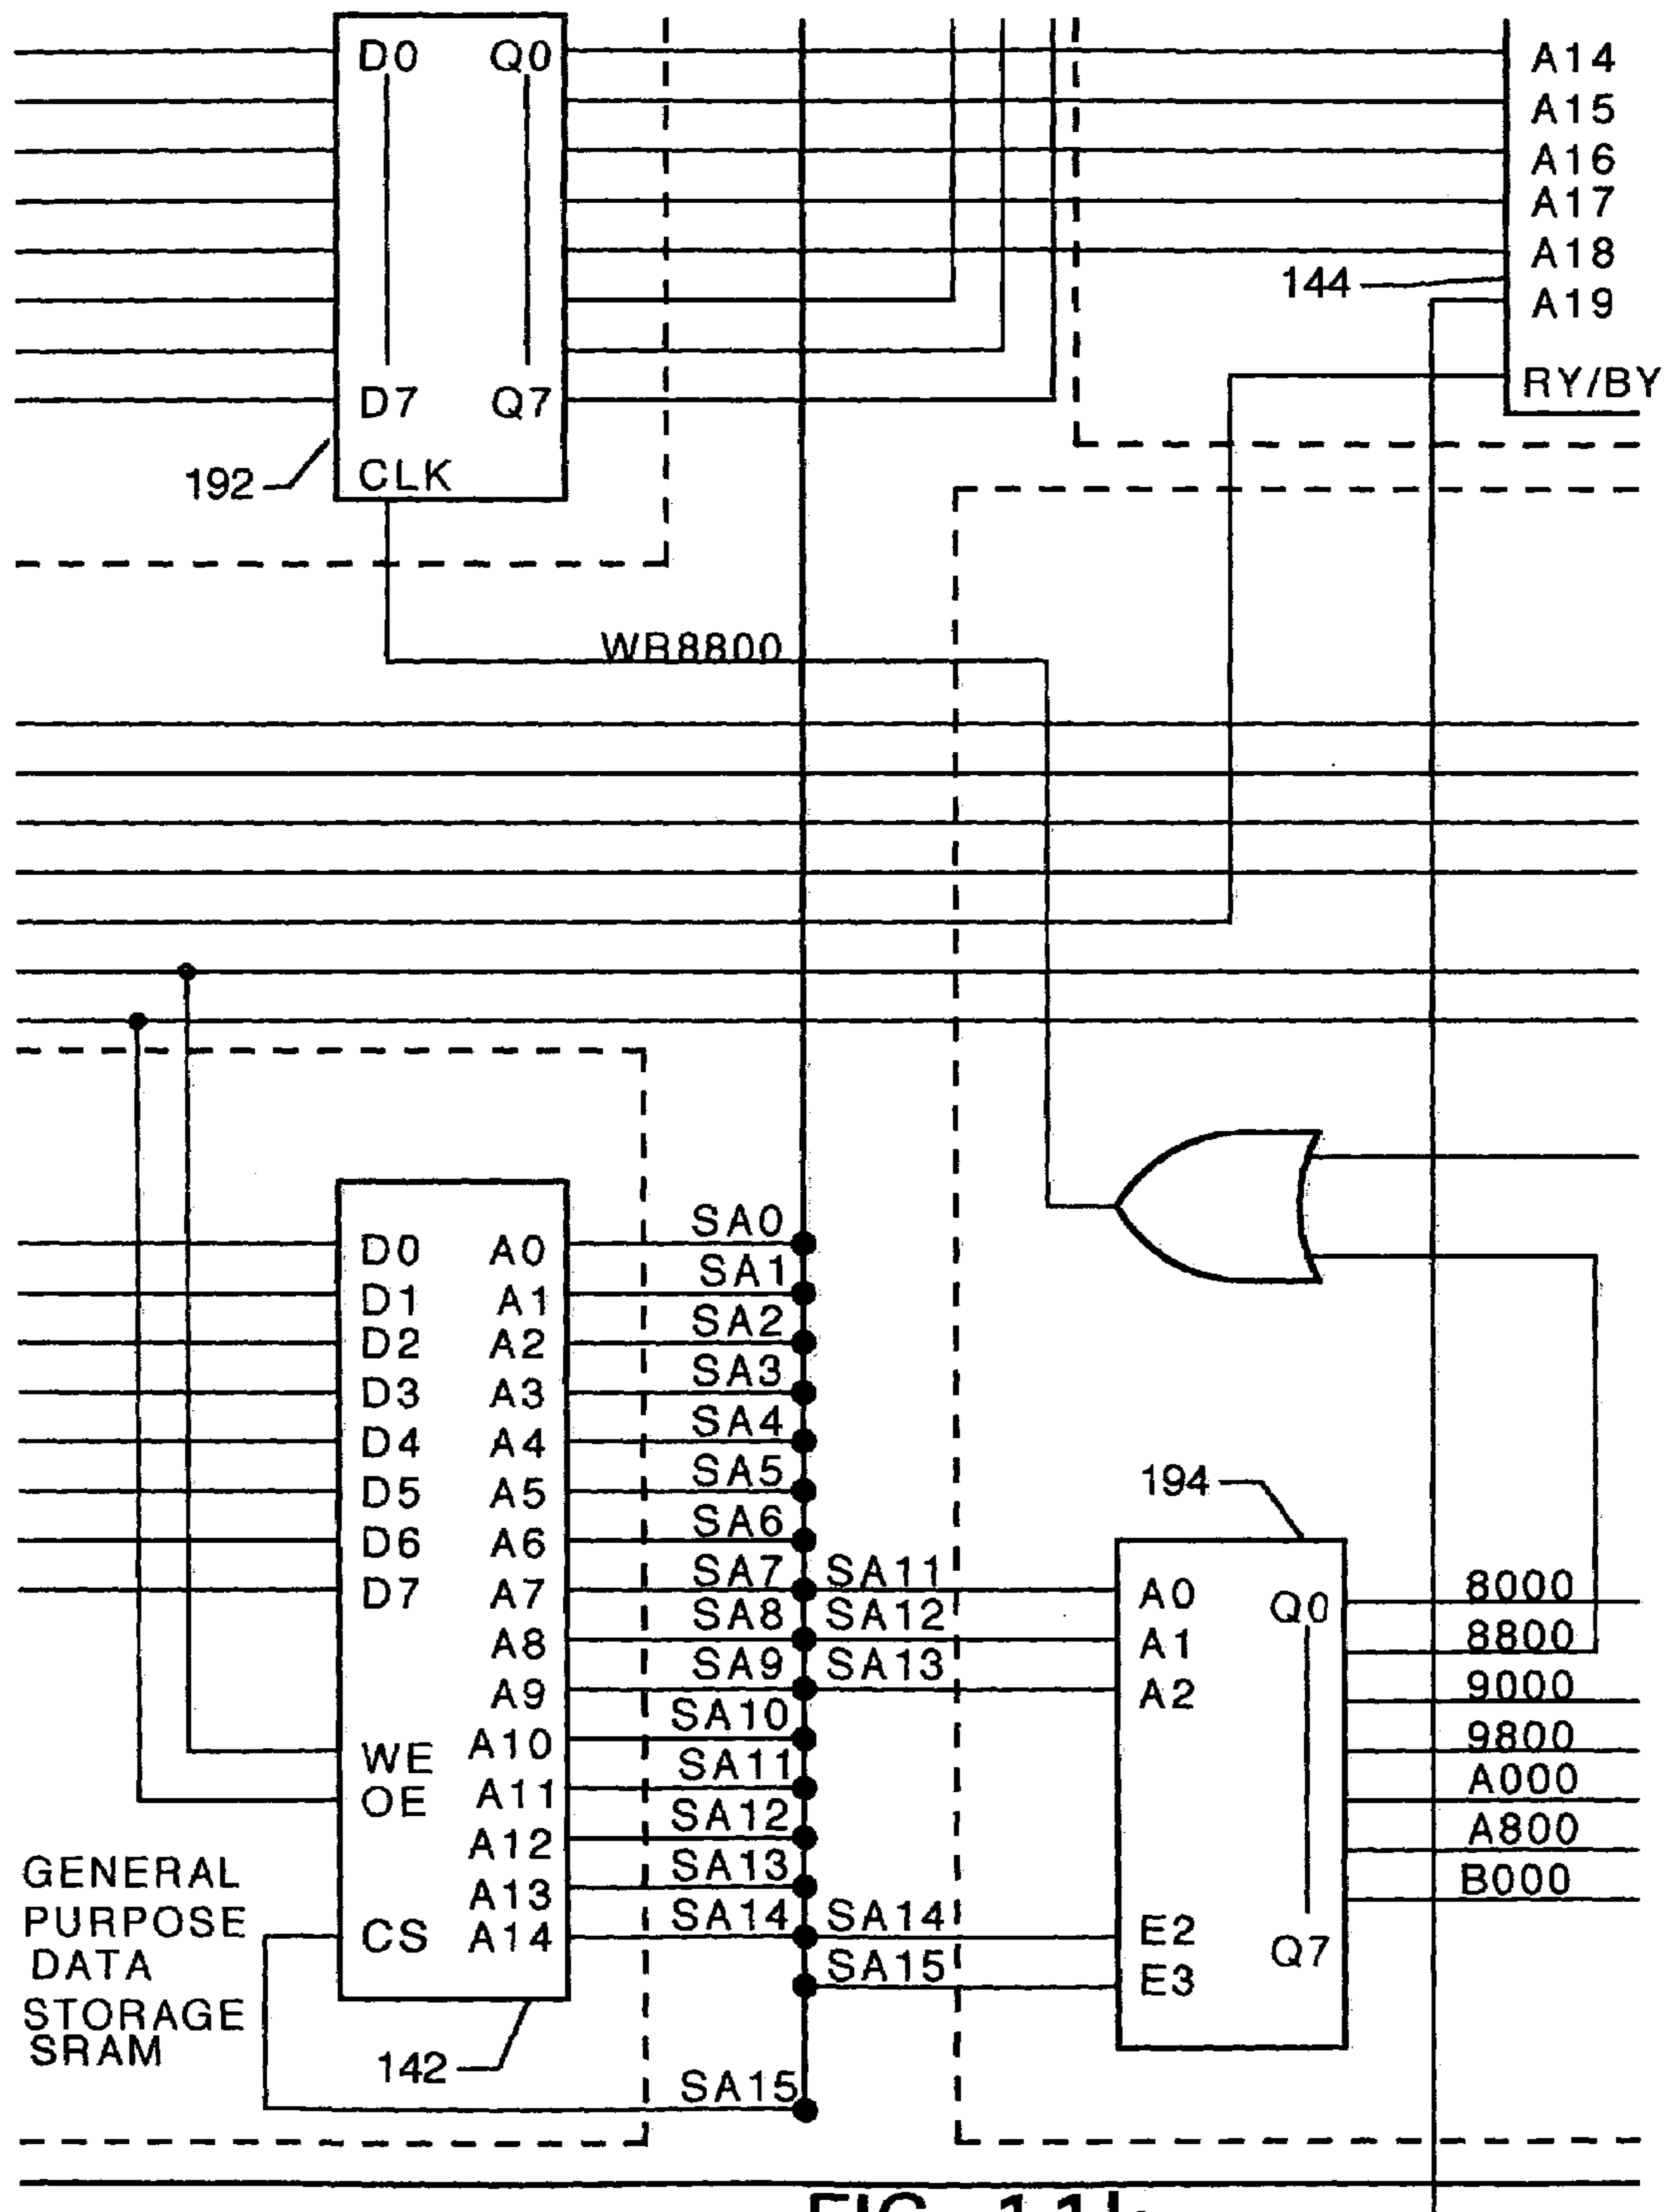 D0 Q0 A14
A15
A16
A17
A18
144
A19
RY/BY
D7 Q7
192
CLK
WR8800
SA0
D0 A0
SA1
D1 A1
SA2
D2 A2
SA3
D3 A3
SA4
D4 A4
SA5
D5 A5
194
SA6
D6 A6
SA7 SA11
D7 A7 A0 Q0 8000
SA8 SA12
A8 A1 8800
SA9 SA13
A9 A2 9000
SA10
WE A10 9800
SA11
OE A11 A000
SA12
A12 A800
GENERAL SA13
A13 B000
PURPOSE SA14 SA14
CS A14 E2 Q7
DATA SA15
E3
STORAGE
SRAM
142
SA15